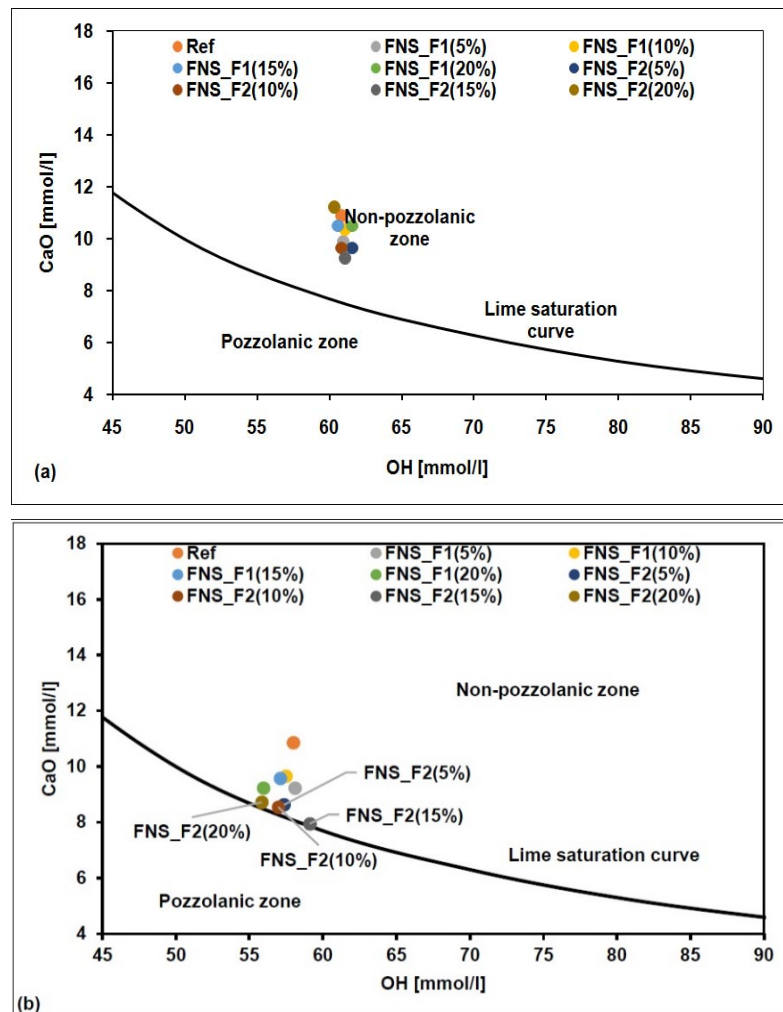 18
16
14
12
10
8
6
4
CaO [mmol/l]
Ref FNS_F1(5%) FNS_F1(10%)
FNS_F1(15%) FNS_F1(20%) FNS_F2(5%)
FNS_F2(10%) FNS_F2(15%) FNS_F2(20%)
Non-pozzolanic
zone
Lime saturation
curve
Pozzolanic zone
45 50 55 60 65 70 75 80 85 90
OH [mmol/l]
(a)
18
16
14
12
10
8
6
4
CaO [mmol/l]
Ref FNS_F1(5%) FNS_F1(10%)
FNS_F1(15%) FNS_F1(20%) FNS_F2(5%)
FNS_F2(10%) FNS_F2(15%) FNS_F2(20%)
Non-pozzolanic zone
FNS_F2(5%)
FNS_F2(15%)
FNS_F2(20%)
FNS_F2(10%)
Lime saturation curve
Pozzolanic zone
45 50 55 60 65 70 75 80 85 90
OH [mmol/l]
(b)